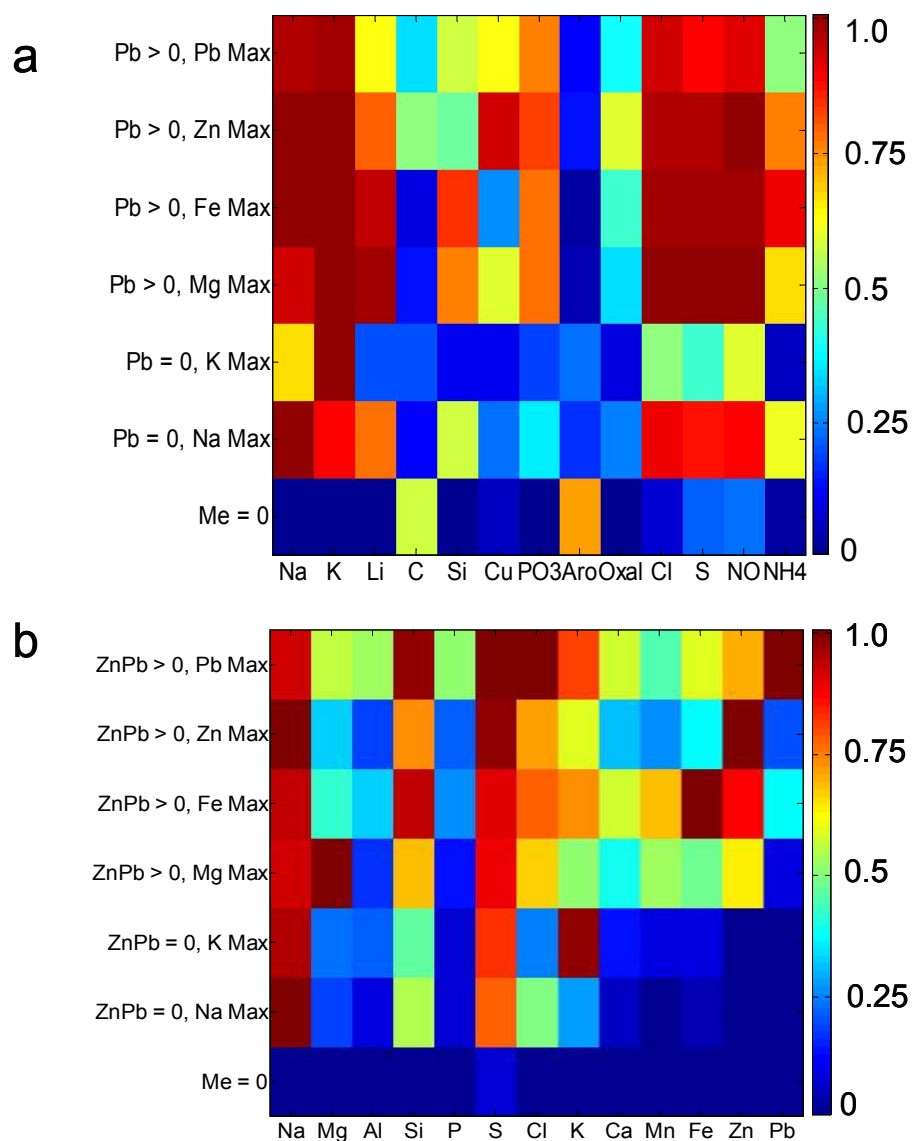 a
Pb > 0, Pb Max
Pb > 0, Zn Max
Pb > 0, Fe Max
Pb > 0, Mg Max
Pb = 0, K Max
Pb = 0, Na Max
Me = 0
Na K Li C Si Cu PO3 Aro Oxal Cl S NO NH4
1.0
0.75
0.5
0.25
0
b
ZnPb > 0, Pb Max
ZnPb > 0, Zn Max
ZnPb > 0, Fe Max
ZnPb > 0, Mg Max
ZnPb = 0, K Max
ZnPb = 0, Na Max
Me = 0
Na Mg Al Si P S Cl K Ca Mn Fe Zn Pb
1.0
0.75
0.5
0.25
0